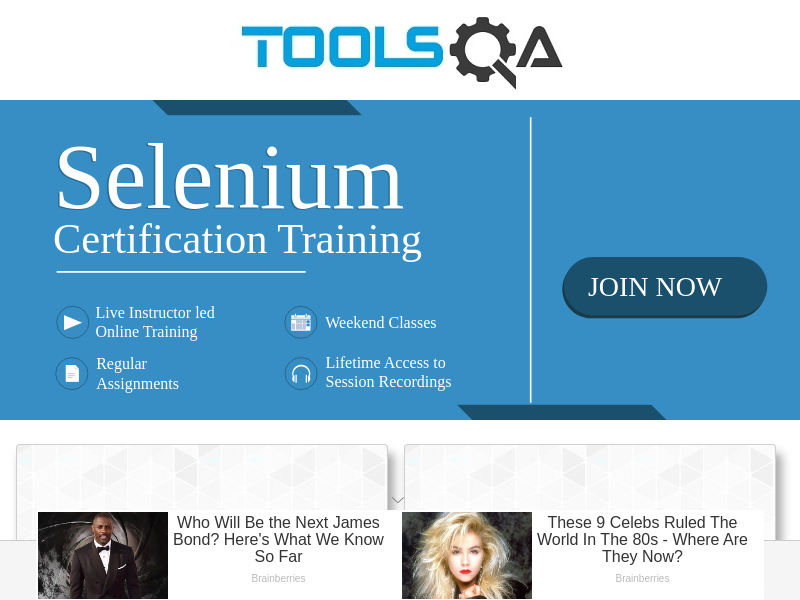 TOOLSQA
Selenium
Certification Training
JOIN NOW
Live Instructor led
Online Training
Weekend Classes
Regular
Assignments
Lifetime Access to
Session Recordings
Who Will Be the Next James
Bond? Here's What We Know
So Far
Brainberries
These 9 Celebs Ruled The
World In The 80s - Where Are
They Now?
Brainberries